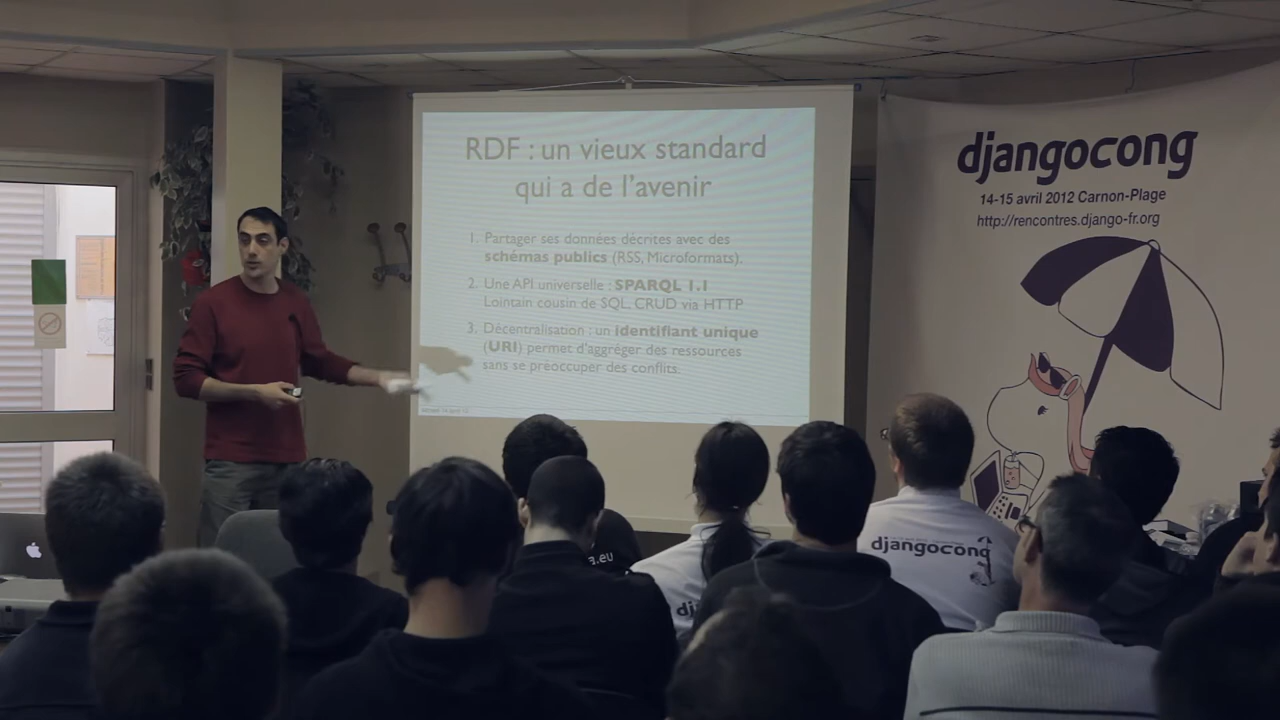 RDF : un vieux standard
qui a de l'avenir
1. Partager ses données décrites avec des
schémas publics (RSS, Microformats).
2. Une API universelle : SPARQL 1.1
Lointain cousin de SQL, CRUD via HTTP
3. Décentralisation : un identifiant unique
(URI) permet d'aggréger des ressources
sans se préoccuper des conflits.
djangocong
14-15 avril 2012 Carnon-Plage
http://rencontres.django-fr.org
a.eu
djangocong
dj